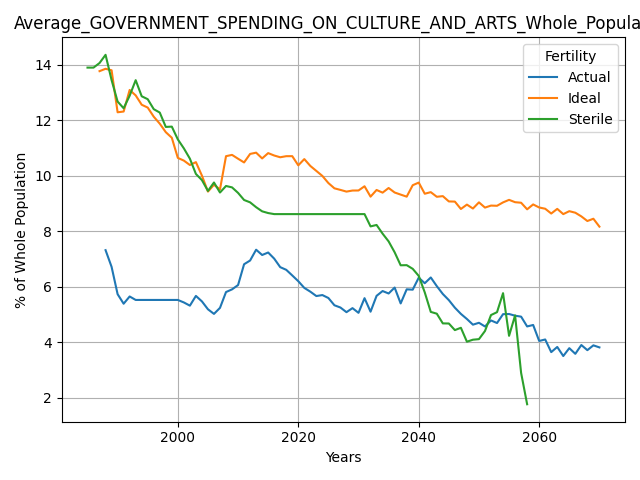 Average_GOVERNMENT_SPENDING_ON_CULTURE_AND_ARTS_Whole_Popula
Fertility
Actual
Ideal
Sterile
% of Whole Population
14
12
10
8
6
4
2
2000 2020 2040 2060
Years